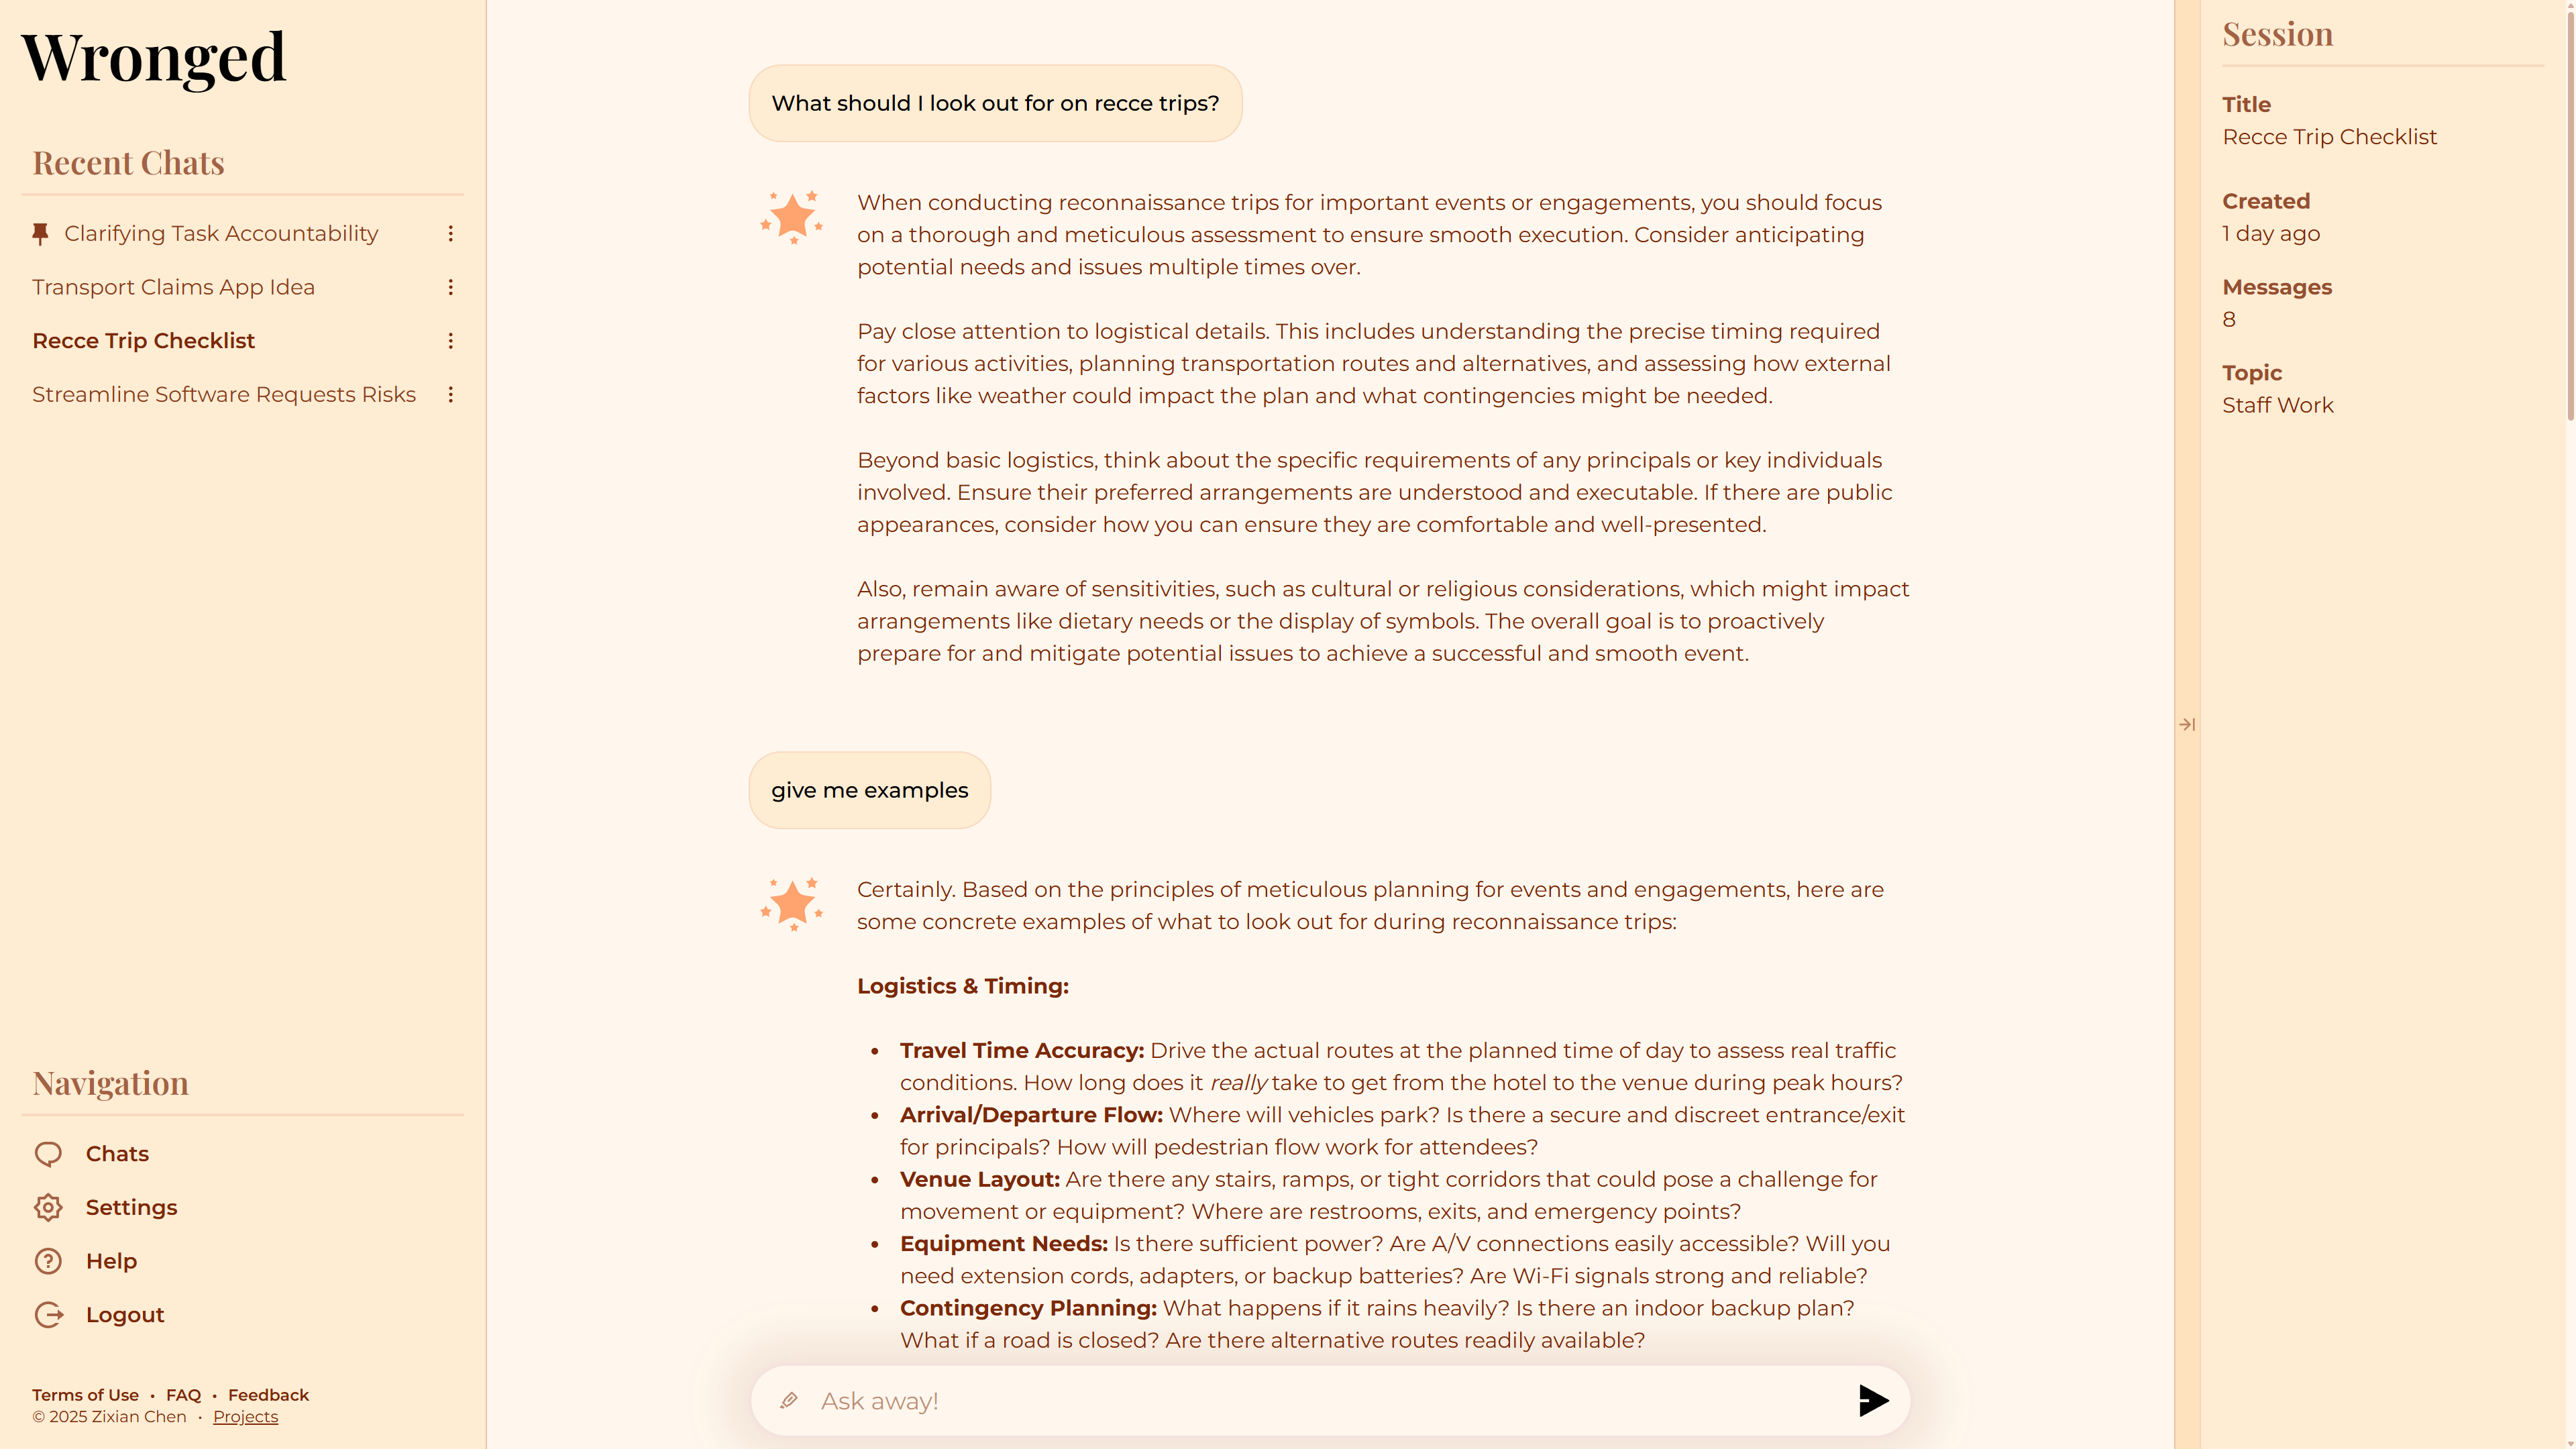 Wronged
Recent Chats
Clarifying Task Accountability
Transport Claims App Idea
Recce Trip Checklist
Streamline Software Requests Risks
Navigation
Chats
Settings
Help
Logout
Terms of Use • FAQ • Feedback
© 2025 Zixian Chen • Projects
What should I look out for on recce trips?
When conducting reconnaissance trips for important events or engagements, you should focus
on a thorough and meticulous assessment to ensure smooth execution. Consider anticipating
potential needs and issues multiple times over.
Pay close attention to logistical details. This includes understanding the precise timing required
for various activities, planning transportation routes and alternatives, and assessing how external
factors like weather could impact the plan and what contingencies might be needed.
Beyond basic logistics, think about the specific requirements of any principals or key individuals
involved. Ensure their preferred arrangements are understood and executable. If there are public
appearances, consider how you can ensure they are comfortable and well-presented.
Also, remain aware of sensitivities, such as cultural or religious considerations, which might impact
arrangements like dietary needs or the display of symbols. The overall goal is to proactively
prepare for and mitigate potential issues to achieve a successful and smooth event.
give me examples
Certainly. Based on the principles of meticulous planning for events and engagements, here are
some concrete examples of what to look out for during reconnaissance trips:
Logistics & Timing:
• Travel Time Accuracy: Drive the actual routes at the planned time of day to assess real traffic
conditions. How long does it really take to get from the hotel to the venue during peak hours?
• Arrival/Departure Flow: Where will vehicles park? Is there a secure and discreet entrance/exit
for principals? How will pedestrian flow work for attendees?
• Venue Layout: Are there any stairs, ramps, or tight corridors that could pose a challenge for
movement or equipment? Where are restrooms, exits, and emergency points?
• Equipment Needs: Is there sufficient power? Are A/V connections easily accessible? Will you
need extension cords, adapters, or backup batteries? Are Wi-Fi signals strong and reliable?
• Contingency Planning: What happens if it rains heavily? Is there an indoor backup plan?
What if a road is closed? Are there alternative routes readily available?
Ask away!
Session
Title
Recce Trip Checklist
Created
1 day ago
Messages
8
Topic
Staff Work